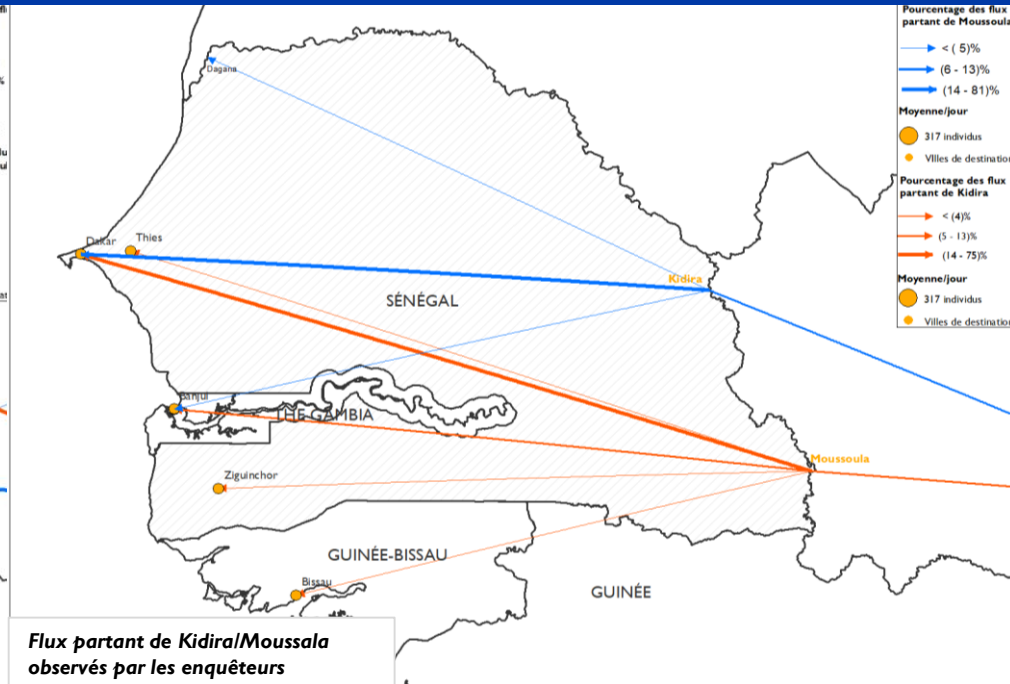 Dagana
Dakar
Thies
Kidira
SÉNÉGAL
Banjul
THE GAMBIA
Moussoula
Ziguinchor
GUINÉE-BISSAU
Bissau
GUINÉE
Flux partant de Kidira/Moussala
observés par les enquêteurs
Pourcentage des flux
partant de Moussoula
< ( 5)%
(6 - 13)%
(14 - 81)%
Moyenne/jour
317 individus
Villes de destination
Pourcentage des flux
partant de Kidira
< (4)%
(5 - 13)%
(14 - 75)%
Moyenne/jour
317 individus
Villes de destination